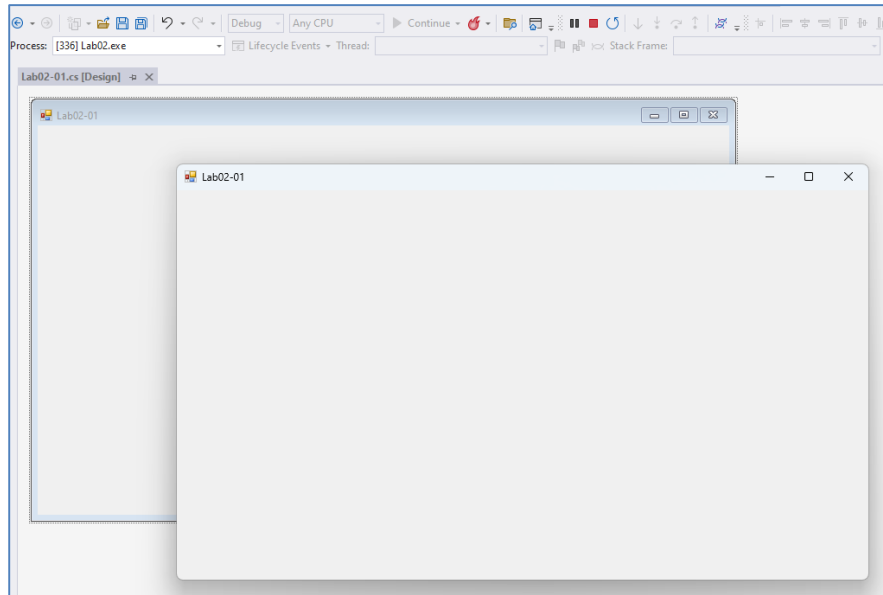 Debug Any CPU Continue
Process: [336] Lab02.exe Lifecycle Events Thread: Stack Frame:
Lab02-01.cs [Design]
Lab02-01
Lab02-01